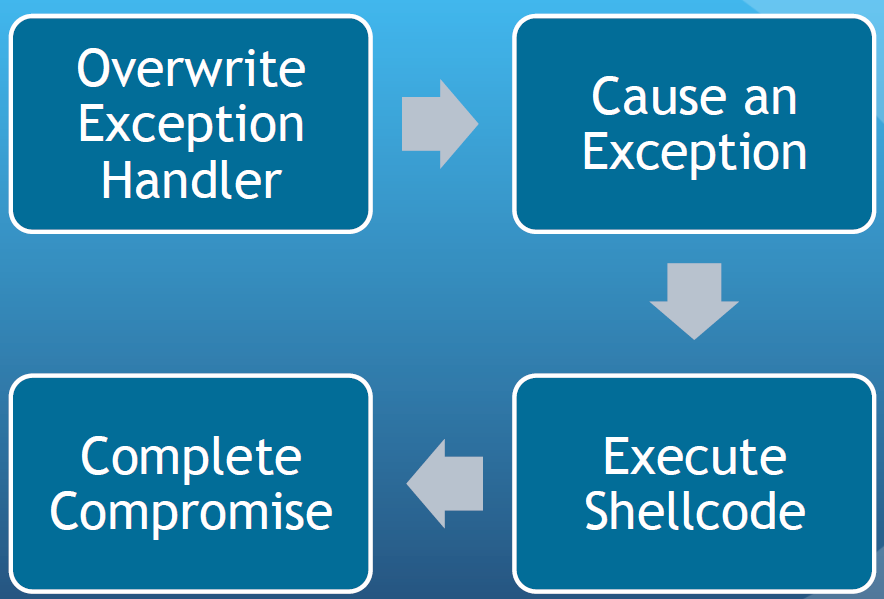 Overwrite
Exception
Handler
Cause an
Exception
Execute
Shellcode
Complete
Compromise